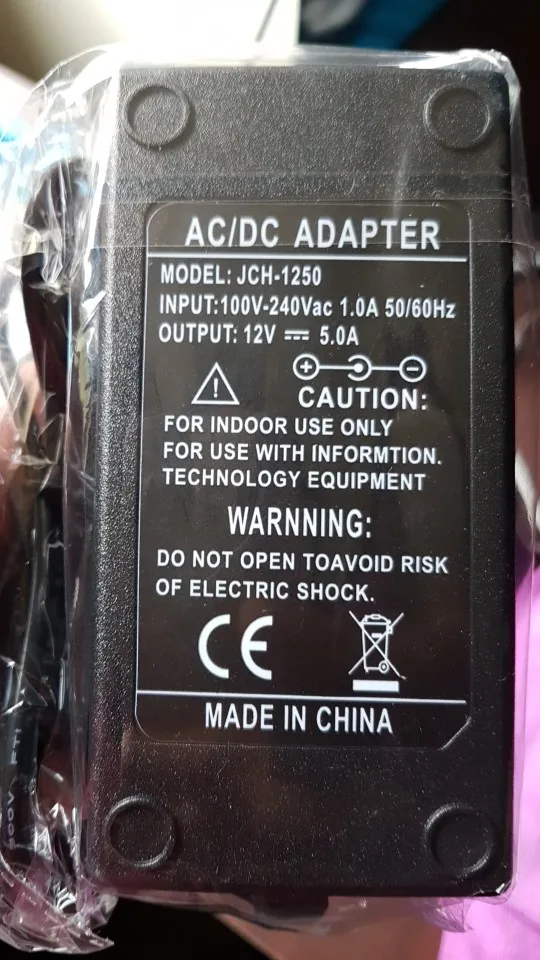 AC/DC ADAPTER
MODEL: JCH-1250
INPUT:100V-240Vac 1.0A 50/60Hz
OUTPUT: 12V ⎓ 5.0A
CAUTION:
FOR INDOOR USE ONLY
FOR USE WITH INFORMTION.
TECHNOLOGY EQUIPMENT
WARNNING:
DO NOT OPEN TOAVOID RISK
OF ELECTRIC SHOCK.
CE
MADE IN CHINA